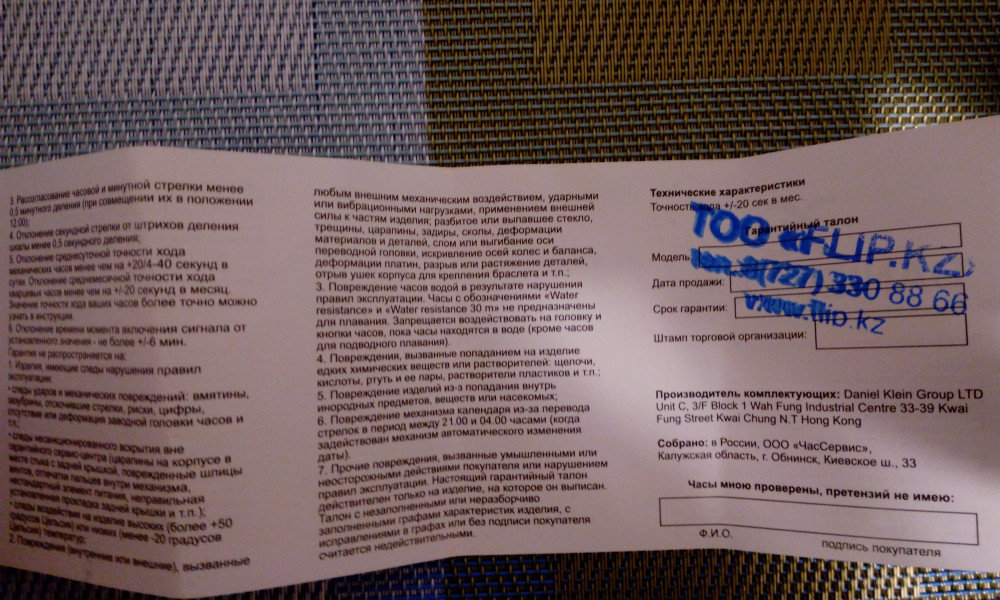 3. Рассогласование часовой и минутной стрелки менее
0,5 минутного деления (при совмещении их в положении
12:00);
4. Отклонение секундной стрелки от штрихов деления
шкалы менее 0,5 секундного деления;
5. Отклонение среднесуточной точности хода
механических часов менее чем на +20/4-40 секунд в
сутки. Отклонение среднемесячной точности хода
кварцевых часов менее чем на +/-20 секунд в месяц.
Значение точности хода ваших часов более точно можно
узнать в инструкции.
6. Отклонение времени момента включения сигнала от
установленного значения - не более +/-6 мин.
Гарантия не распространяется на:
1. Изделия, имеющие следы нарушения правил
эксплуатации:
• следы ударов и механических повреждений: вмятины,
зазубрины, отскочившие стрелки, риски, цифры,
отсутствие или деформация заводной головки часов и
т.п.;
• следы несанкционированного вскрытия вне
гарантийного сервис-центра (царапины на корпусе в
месте стыка с задней крышкой, поврежденные шлицы
винтов, отпечатки пальцев внутри механизма,
нестандартный элемент питания, неправильная
установленная прокладка задней крышки и т.п.);
• следы воздействия на изделие высоких (более +50
градусов Цельсия) или низких (менее -20 градусов
Цельсия) температур;
2. Повреждения (внутренние или внешние), вызванные
любым внешним механическим воздействием, ударными
или вибрационными нагрузками, применением внешней
силы к частям изделия; разбитое или выпавшее стекло,
трещины, царапины, задиры, сколы, деформации
материалов и деталей, слом или выгибание оси
переводной головки, искривление осей колес и баланса,
деформации платин, разрыв или растяжение деталей,
отрыв ушек корпуса для крепления браслета и т.п.;
3. Повреждение часов водой в результате нарушения
правил эксплуатации. Часы с обозначениями «Water
resistance» и «Water resistance 30 m» не предназначены
для плавания. Запрещается воздействовать на головку и
кнопки часов, пока часы находятся в воде (кроме часов
для подводного плавания).
4. Повреждения, вызванные попаданием на изделие
едких химических веществ или растворителей: щелочи,
кислоты, ртуть и ее пары, растворители пластиков и т.п.;
5. Повреждение изделий из-з попадания внутрь
инородных предметов, веществ или насекомых;
6. Повреждение механизма календаря из-за перевода
стрелок в период между 21.00 и 04.00 часами (когда
задействован механизм автоматического изменения
даты).
7. Прочие повреждения, вызванные умышленными или
неосторожными действиями покупателя или нарушением
правил эксплуатации. Настоящий гарантийный талон
действителен только на изделие, на которое он выписан.
Талон с незаполненными или неразборчиво
заполненными графами характеристик изделия, с
исправлениями в графах или без подписи покупателя
считается недействительными.
Технические характеристики
Точность хода +/-20 сек в мес.
Гарантийный талон
ТОО «FLIP.KZ»
Модель
тел.:8(727) 330 88 66
Дата продажи:
www.flip.kz
Срок гарантии:
Штамп торговой организации:
Производитель комплектующих: Daniel Klein Group LTD
Unit C, 3/F Block 1 Wah Fung Industrial Centre 33-39 Kwai
Fung Street Kwai Chung N.T Hong Kong
Собрано: в России, ООО «ЧасСервис»,
Калужская область, г. Обнинск, Киевское ш., 33
Часы мною проверены, претензий не имею:
Ф.И.О.
подпись покупателя